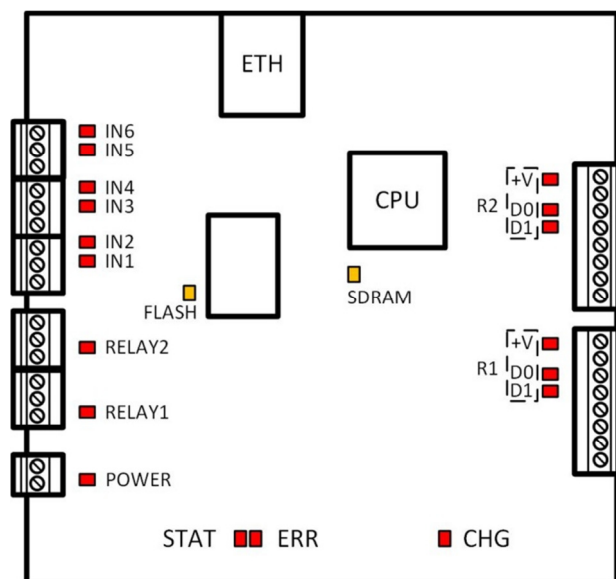 ETH
IN6
IN5
IN4
IN3
IN2
IN1
CPU
+V
R2
D0
D1
FLASH
SDRAM
RELAY2
+V
R1
D0
D1
RELAY1
POWER
STAT ERR CHG